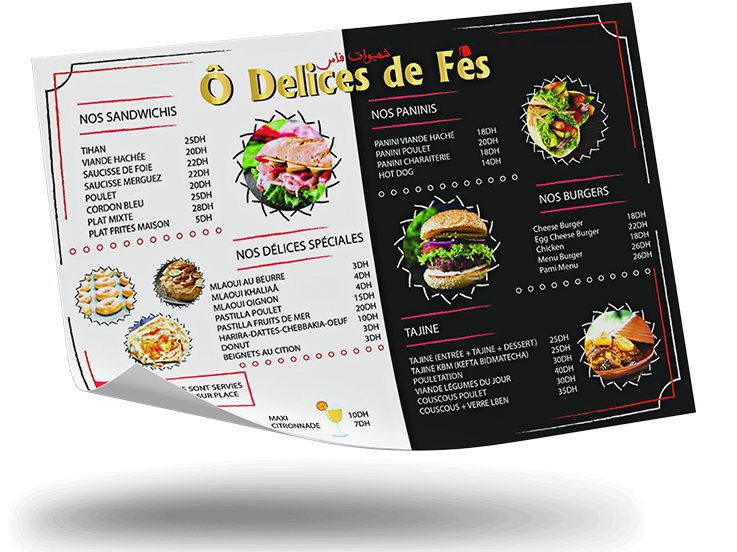 شهيوات فاس
Ô Delices de Fès
NOS SANDWICHIS
TIHAN 25DH
VIANDE HACHÉE 20DH
SAUCISSE DE FOIE 22DH
SAUCISSE MERGUEZ 22DH
POULET 20DH
CORDON BLEU 25DH
PLAT MIXTE 28DH
PLAT FRITES MAISON 5DH
NOS DÉLICES SPÉCIALES
MLAOUI AU BEURRE 3DH
MLAOUI KHALIAÂ 4DH
MLAOUI OIGNON 4DH
PASTILLA POULET 15DH
PASTILLA FRUITS DE MER 20DH
HARIRA-DATTES-CHEBBAKIA-OEUF 10DH
DONUT 3DH
BEIGNETS AU CITION 3DH
SONT SERVIES
SUR PLACE
MAXI 10DH
CITRONNADE 7DH
NOS PANINIS
PANINI VIANDE HACHÉ 18DH
PANINI POULET 20DH
PANINI CHARAITERIE 18DH
HOT DOG 14DH
NOS BURGERS
Cheese Burger 18DH
Egg Cheese Burger 22DH
Chicken 18DH
Menu Burger 26DH
Pami Menu 26DH
TAJINE
TAJINE (ENTRÉE + TAJINE + DESSERT) 25DH
TAJINE KBM (KEFTA BIDMATECHA) 25DH
POULETATION 30DH
VIANDE LÉGUMES DU JOUR 40DH
COUSCOUS POULET 30DH
COUSCOUS + VERRE LBEN 35DH